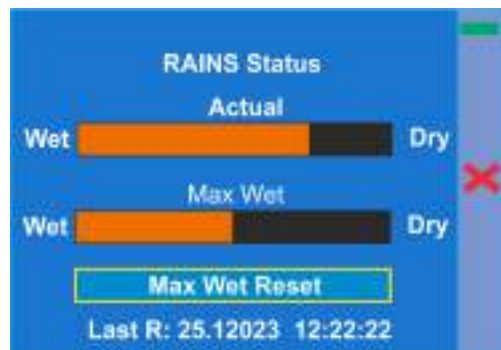 RAINS Status
Actual
Wet Dry
Max Wet
Wet Dry
Max Wet Reset
Last R: 25.12023 12:22:22